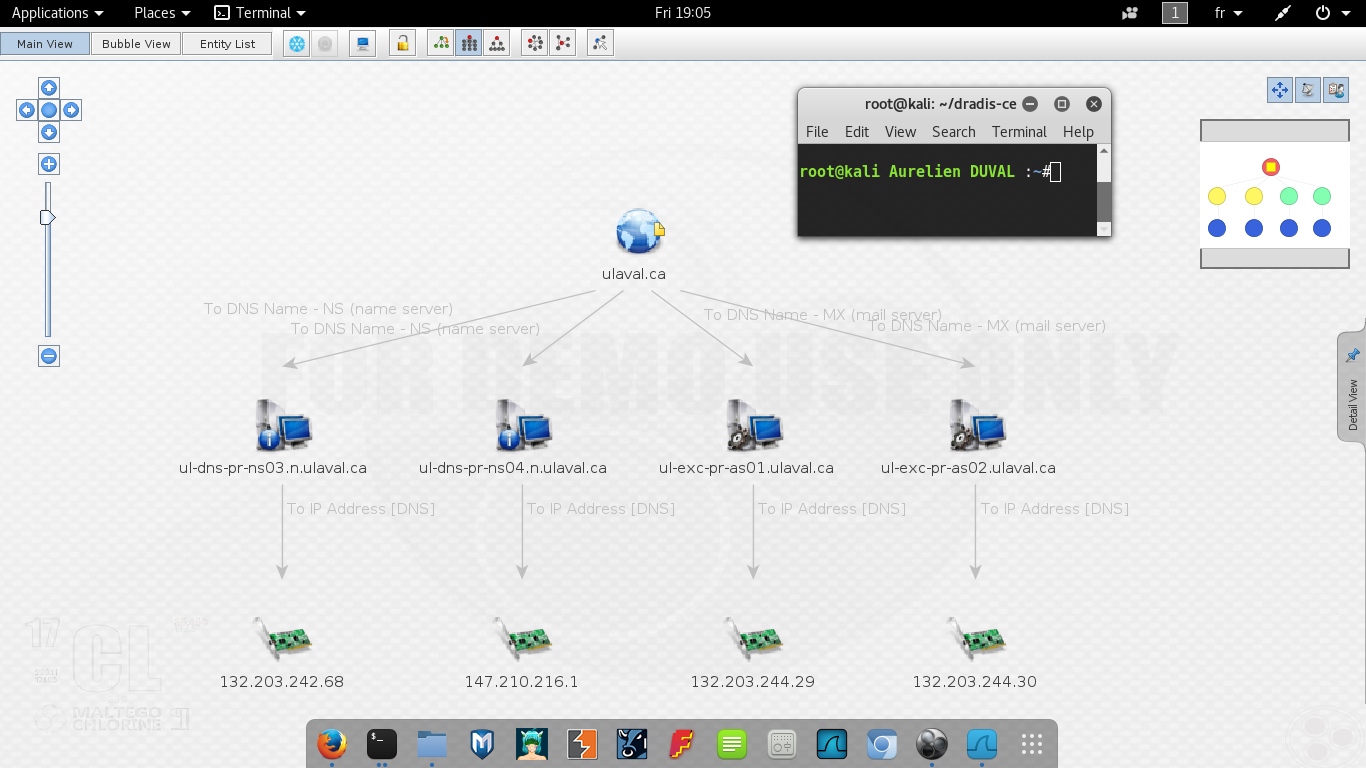 Applications Places Terminal Fri 19:05 1 fr
Main View Bubble View Entity List
root@kali: ~/dradis-ce
File Edit View Search Terminal Help
root@kali Aurelien DUVAL :~#
ulaval.ca
To DNS Name - NS (name server)
To DNS Name - NS (name server)
To DNS Name - MX (mail server)
To DNS Name - MX (mail server)
Detail View
ul-dns-pr-ns03.n.ulaval.ca
ul-dns-pr-ns04.n.ulaval.ca
ul-exc-pr-as01.ulaval.ca
ul-exc-pr-as02.ulaval.ca
To IP Address [DNS]
To IP Address [DNS]
To IP Address [DNS]
To IP Address [DNS]
132.203.242.68
147.210.216.1
132.203.244.29
132.203.244.30
17
CL
MALTEGO
CHLORINE